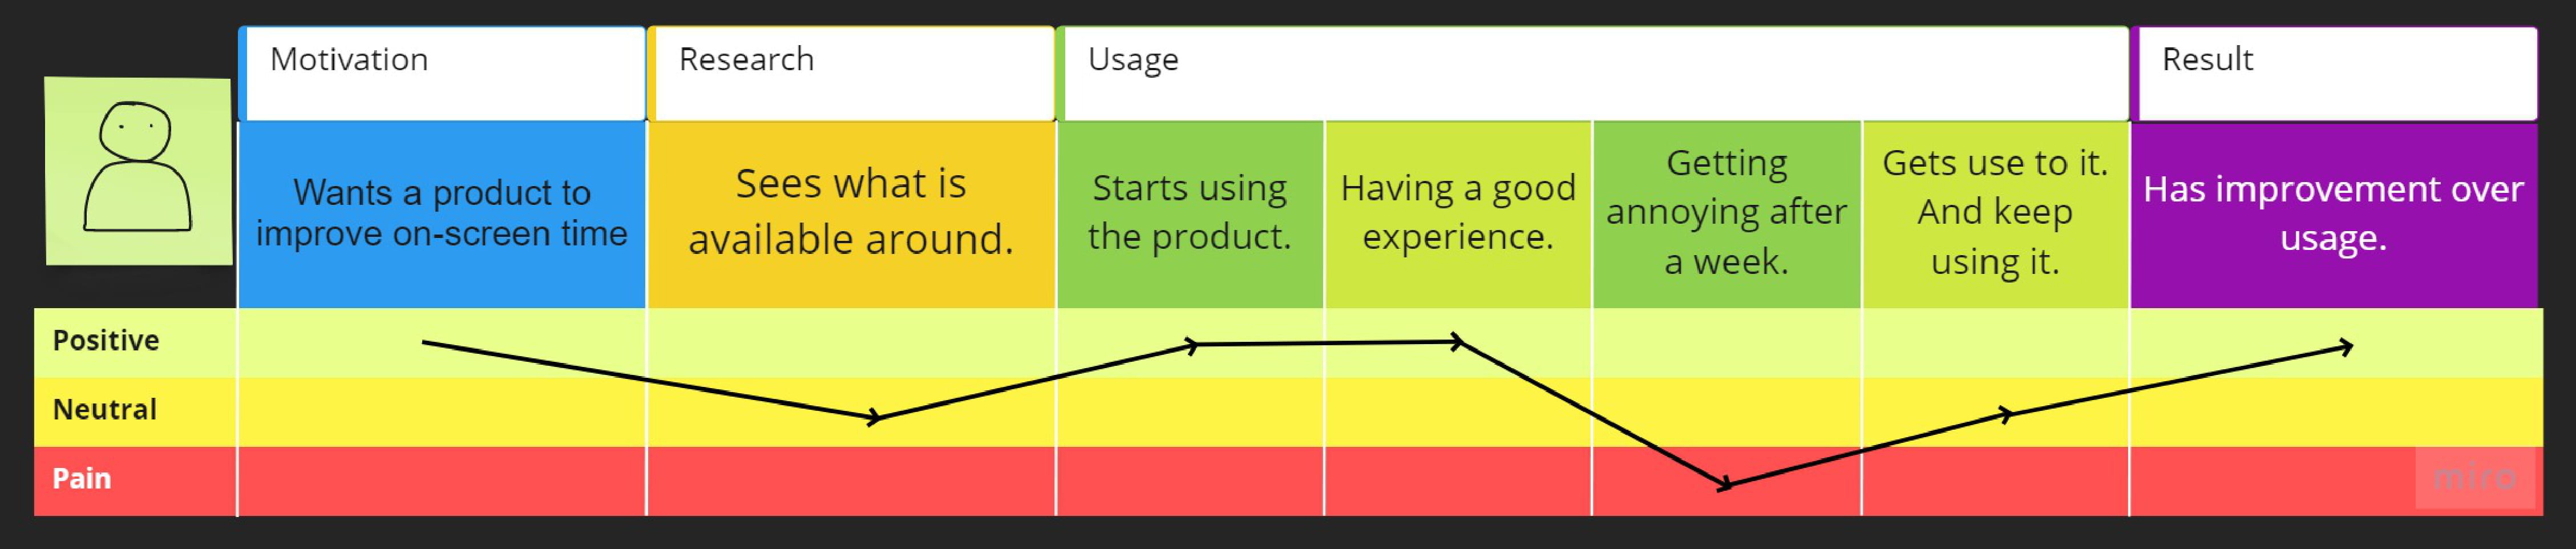 Motivation
Research
Usage
Result
Wants a product to
improve on-screen time
Sees what is
available around.
Starts using
the product.
Having a good
experience.
Getting
annoying after
a week.
Gets use to it.
And keep
using it.
Has improvement over
usage.
Positive
Neutral
Pain
miro